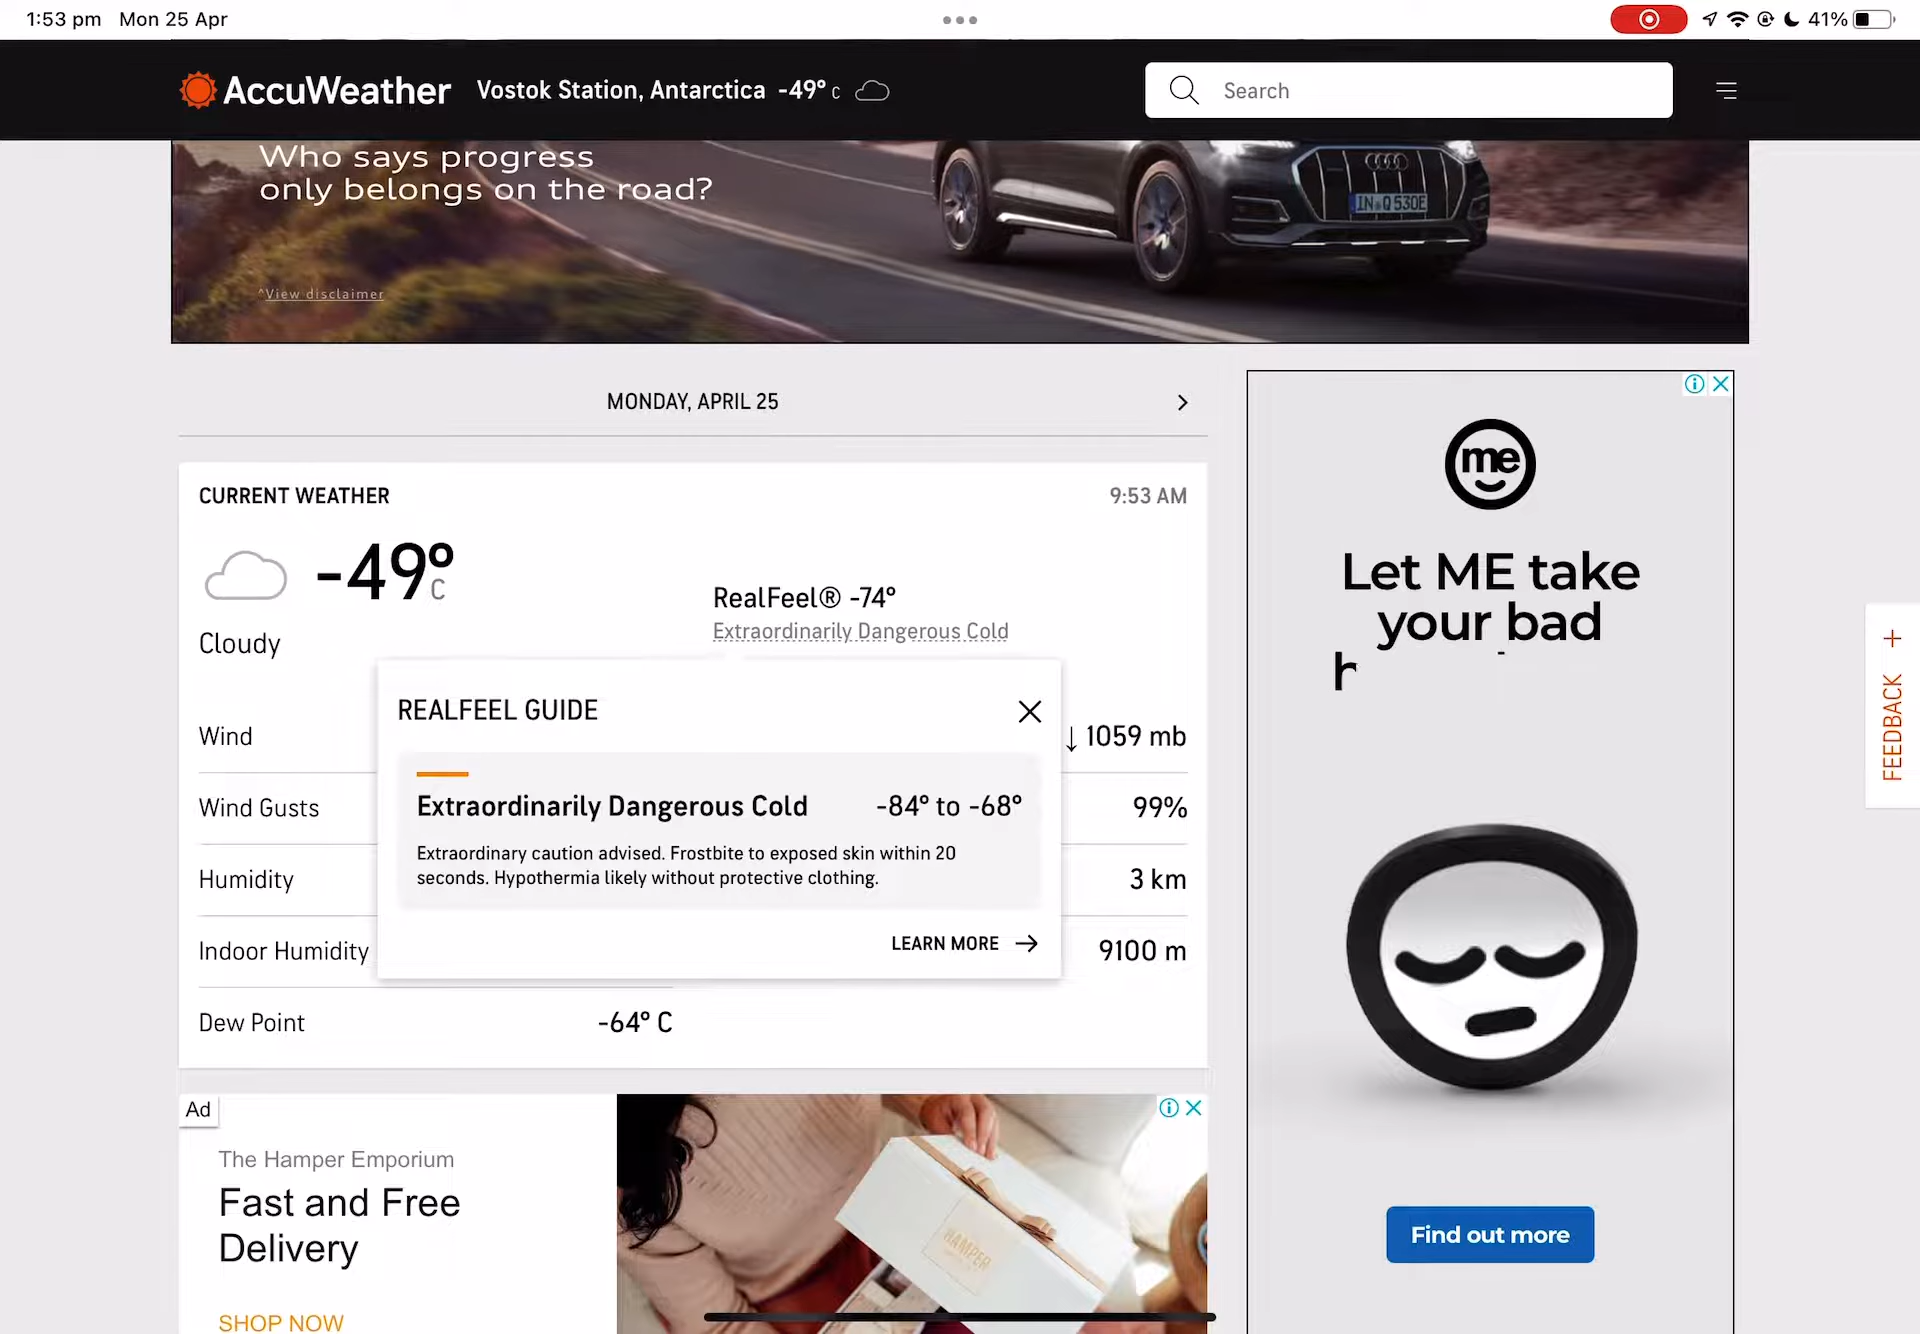 1:53 pm Mon 25 Apr
41%
AccuWeather
Vostok Station, Antarctica -49° C
Search
Who says progress
only belongs on the road?
IN Q 530E
^View disclaimer
MONDAY, APRIL 25
CURRENT WEATHER
9:53 AM
-49° C
Cloudy
RealFeel® -74°
Extraordinarily Dangerous Cold
REALFEEL GUIDE
Extraordinarily Dangerous Cold -84° to -68°
Extraordinary caution advised. Frostbite to exposed skin within 20
seconds. Hypothermia likely without protective clothing.
LEARN MORE →
Wind
↓ 1059 mb
Wind Gusts
99%
Humidity
3 km
Indoor Humidity
9100 m
Dew Point
-64° C
Ad
The Hamper Emporium
Fast and Free
Delivery
SHOP NOW
HAMPER
me
Let ME take
your bad
h
Find out more
FEEDBACK +